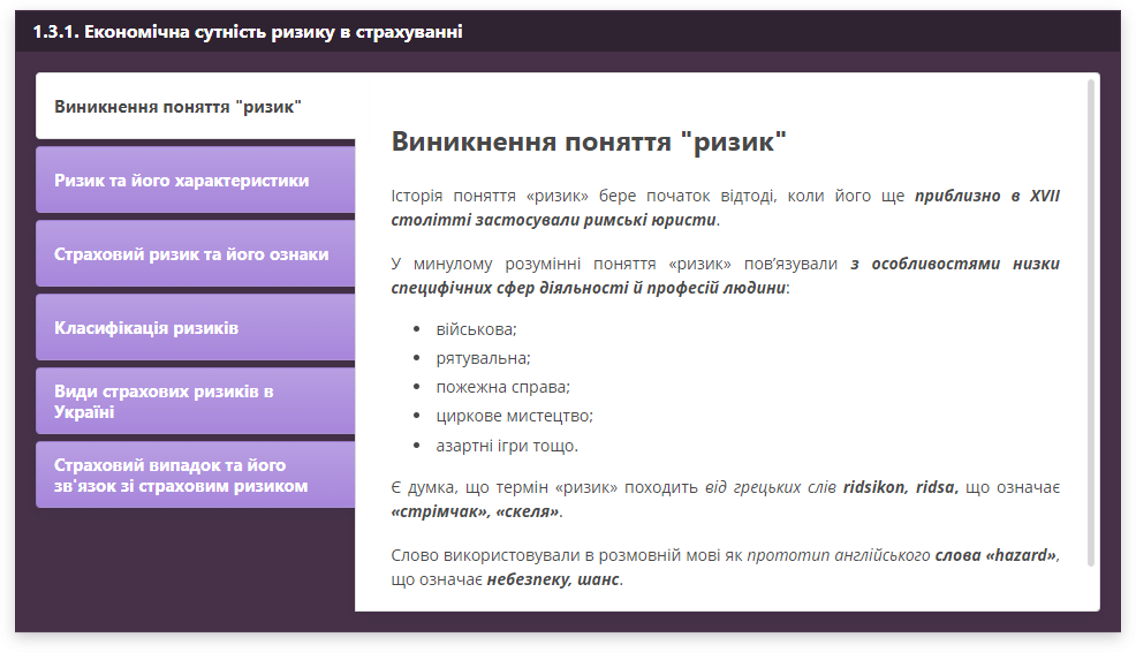 1.3.1. Економічна сутність ризику в страхуванні
Виникнення поняття "ризик"
Ризик та його характеристики
Страховий ризик та його ознаки
Класифікація ризиків
Види страхових ризиків в
Україні
Страховий випадок та його
зв'язок зі страховим ризиком
Виникнення поняття "ризик"
Історія поняття «ризик» бере початок відтоді, коли його ще приблизно в XVII
столітті застосували римські юристи.
У минулому розумінні поняття «ризик» пов’язували з особливостями низки
специфічних сфер діяльності й професій людини:
• військова;
• рятувальна;
• пожежна справа;
• циркове мистецтво;
• азартні ігри тощо.
Є думка, що термін «ризик» походить від грецьких слів ridsikon, ridsa, що означає
«стрімчак», «скеля».
Слово використовували в розмовній мові як прототип англійського слова «hazard»,
що означає небезпеку, шанс.